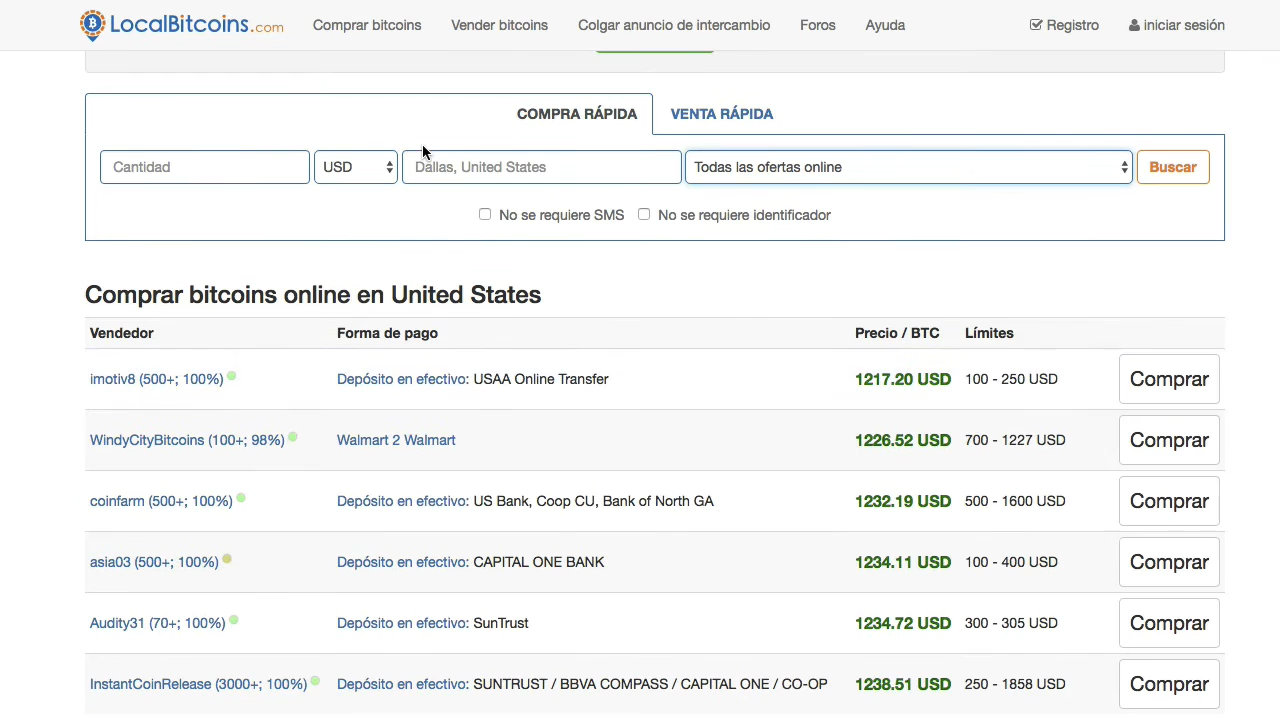 LocalBitcoins.com Comprar bitcoins Vender bitcoins Colgar anuncio de intercambio Foros Ayuda Registro iniciar sesión
COMPRA RÁPIDA VENTA RÁPIDA
Cantidad USD Dallas, United States Todas las ofertas online Buscar
No se requiere SMS No se requiere identificador
Comprar bitcoins online en United States
Vendedor Forma de pago Precio / BTC Límites
imotiv8 (500+; 100%) Depósito en efectivo: USAA Online Transfer 1217.20 USD 100 - 250 USD Comprar
WindyCityBitcoins (100+; 98%) Walmart 2 Walmart 1226.52 USD 700 - 1227 USD Comprar
coinfarm (500+; 100%) Depósito en efectivo: US Bank, Coop CU, Bank of North GA 1232.19 USD 500 - 1600 USD Comprar
asia03 (500+; 100%) Depósito en efectivo: CAPITAL ONE BANK 1234.11 USD 100 - 400 USD Comprar
Audity31 (70+; 100%) Depósito en efectivo: SunTrust 1234.72 USD 300 - 305 USD Comprar
InstantCoinRelease (3000+; 100%) Depósito en efectivo: SUNTRUST / BBVA COMPASS / CAPITAL ONE / CO-OP 1238.51 USD 250 - 1858 USD Comprar